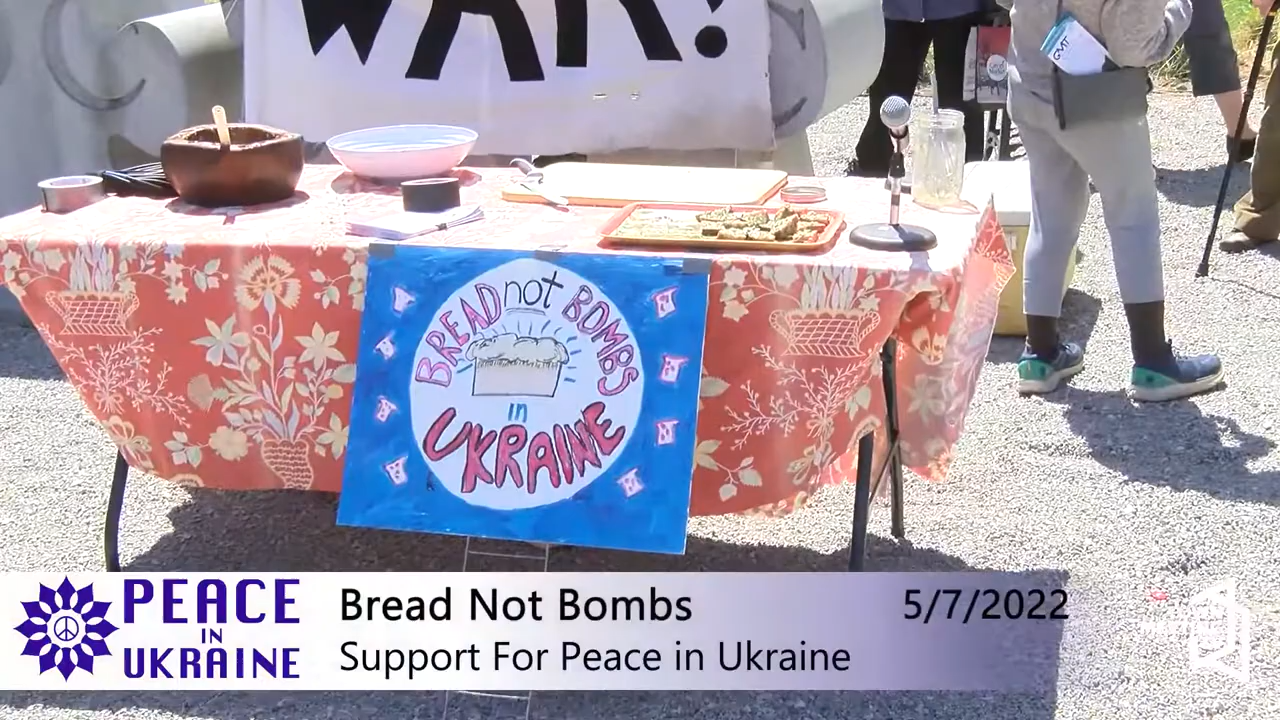 WAR!
GMT
BREAD not BOMBS
in
UKRAINE
PEACE
IN
UKRAINE
Bread Not Bombs
5/7/2022
Support For Peace in Ukraine